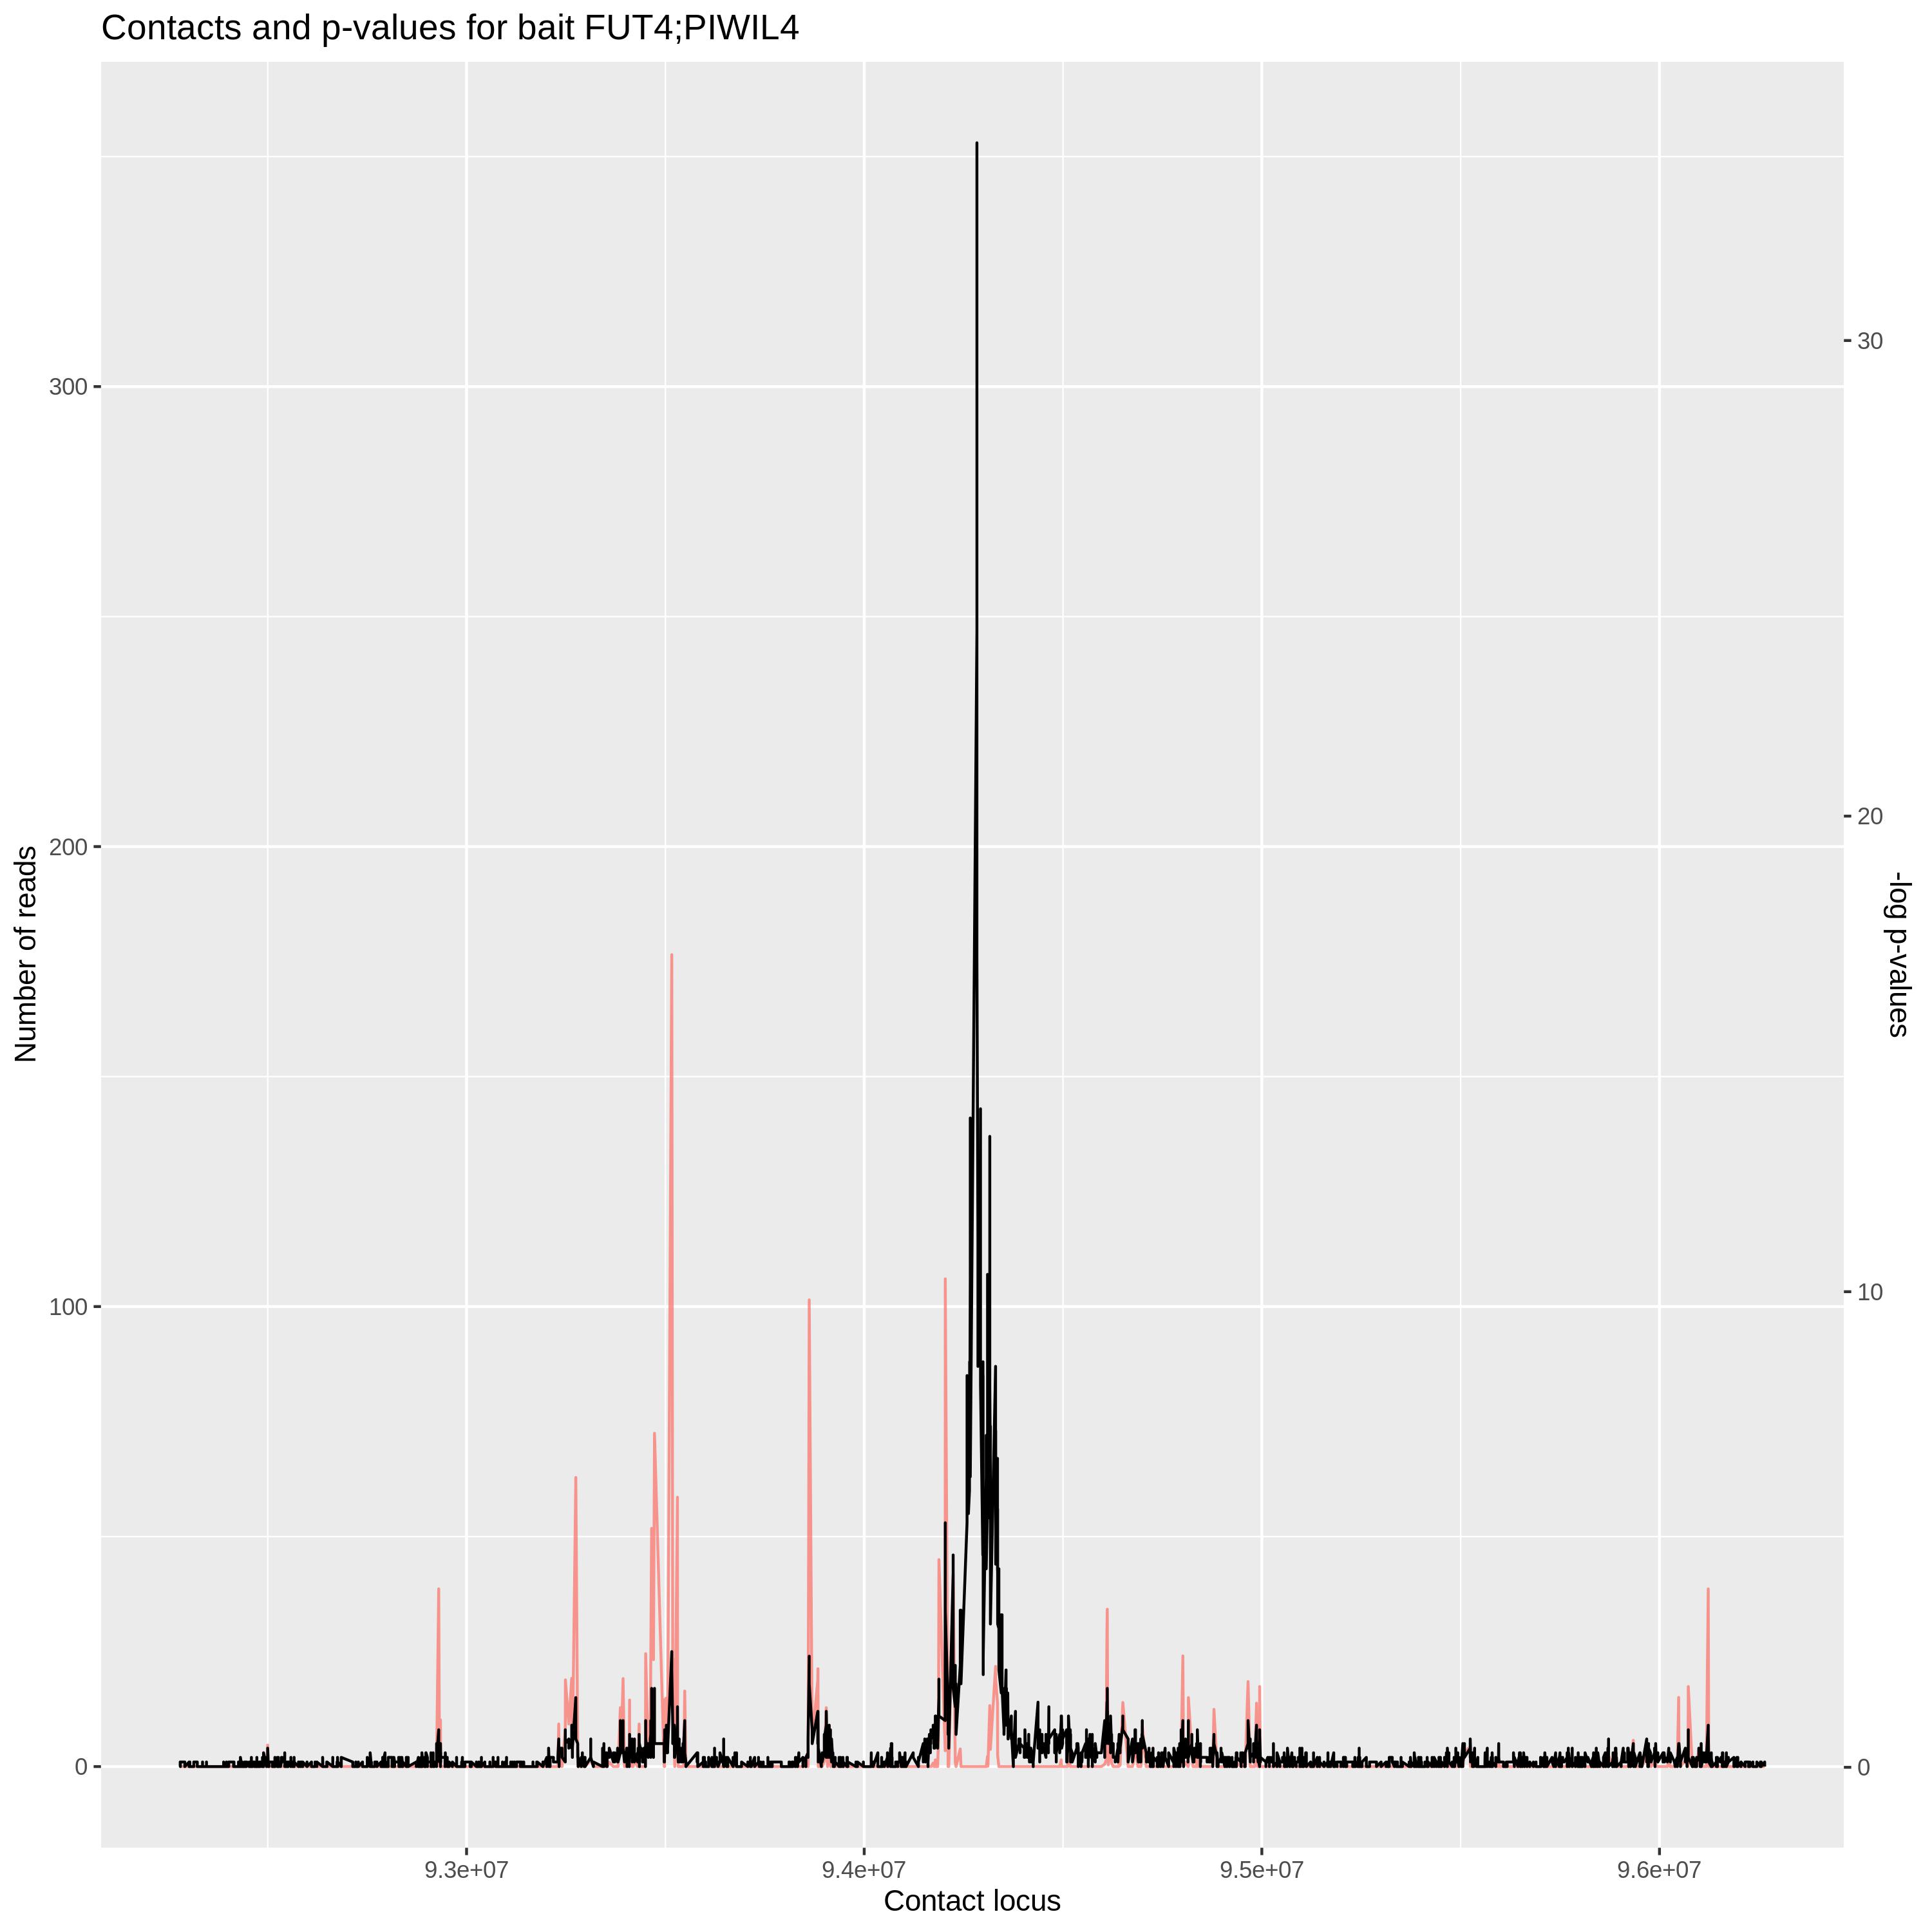 Contacts and p-values for bait FUT4;PIWIL4
300
200
100
0
Number of reads
30
20
10
0
-log p-values
9.3e+07 9.4e+07 9.5e+07 9.6e+07
Contact locus